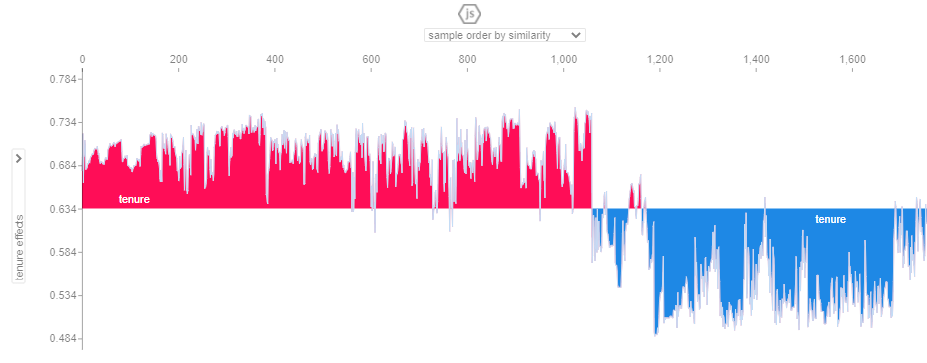 js
sample order by similarity
0 200 400 600 800 1,000 1,200 1,400 1,600
0.784
0.734
0.684
tenure
0.634
tenure
0.584
0.534
0.484
tenure effects